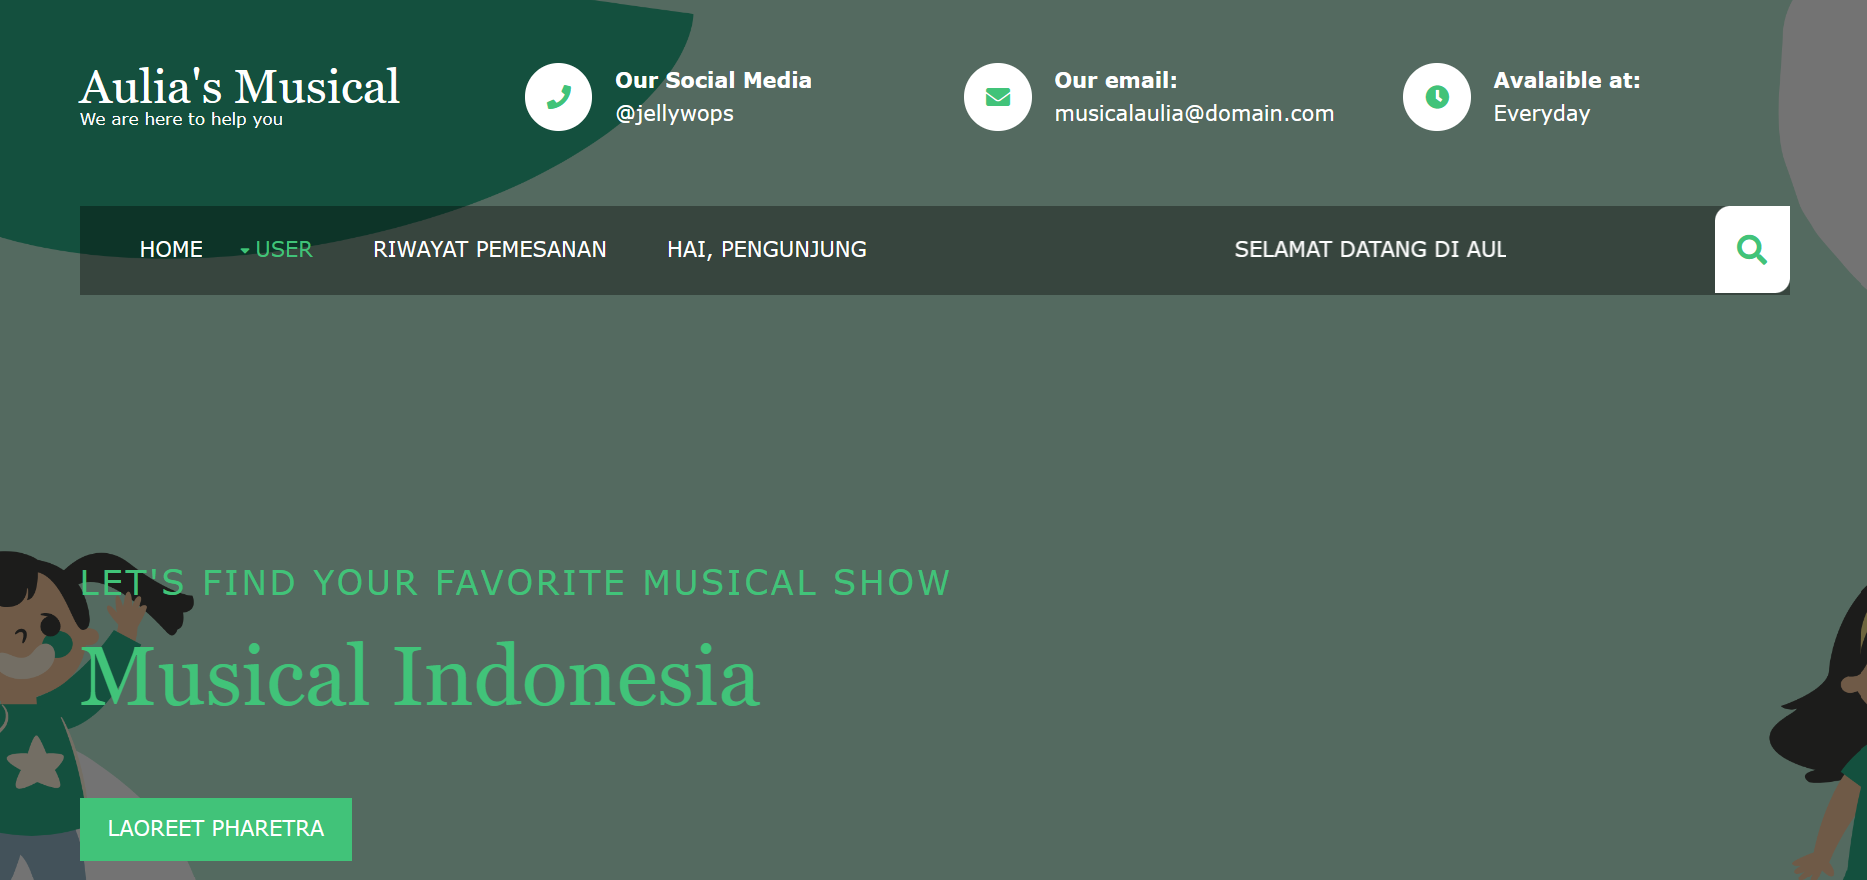 Aulia's Musical
We are here to help you
Our Social Media
@jellywops
Our email:
musicalaulia@domain.com
Avalaible at:
Everyday
HOME
USER
RIWAYAT PEMESANAN
HAI, PENGUNJUNG
SELAMAT DATANG DI AUL
LET'S FIND YOUR FAVORITE MUSICAL SHOW
Musical Indonesia
LAOREET PHARETRA